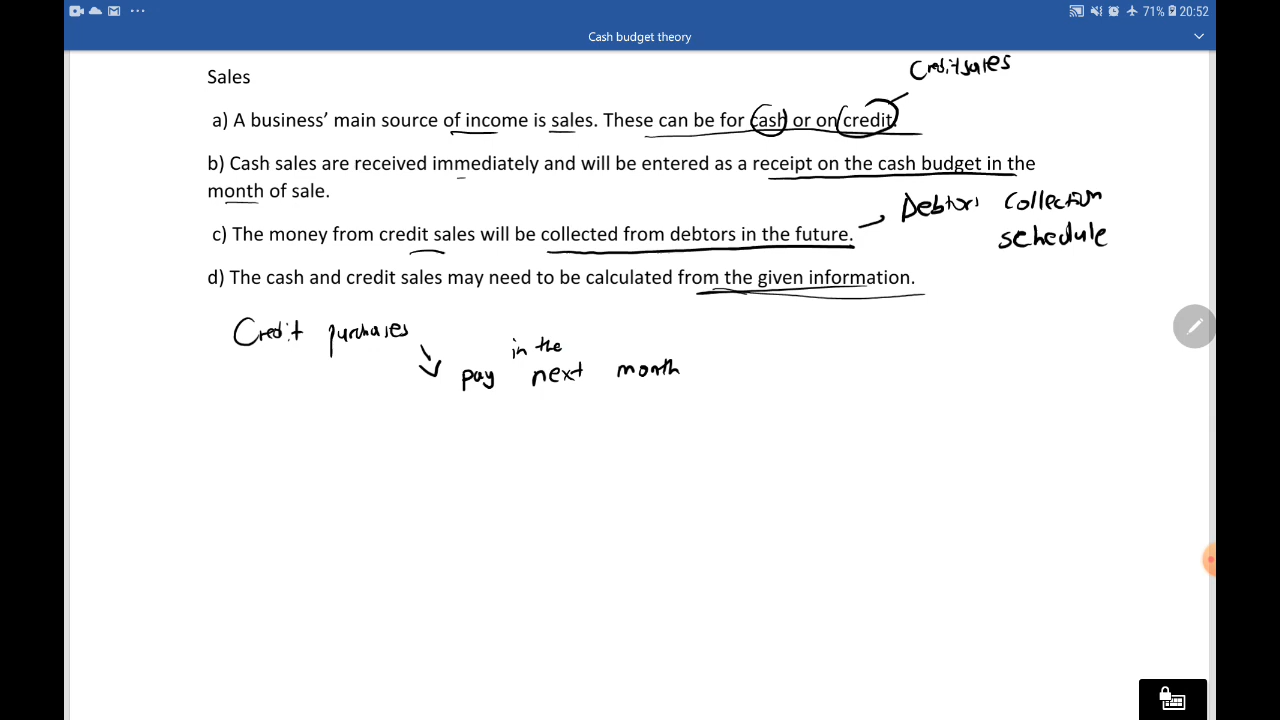 71% 20:52
Cash budget theory
Sales
Credit sales
a) A business’ main source of income is sales. These can be for cash or on credit.
b) Cash sales are received immediately and will be entered as a receipt on the cash budget in the
month of sale.
Debtors collection
schedule
c) The money from credit sales will be collected from debtors in the future.
d) The cash and credit sales may need to be calculated from the given information.
Credit purchases
in the
pay next month